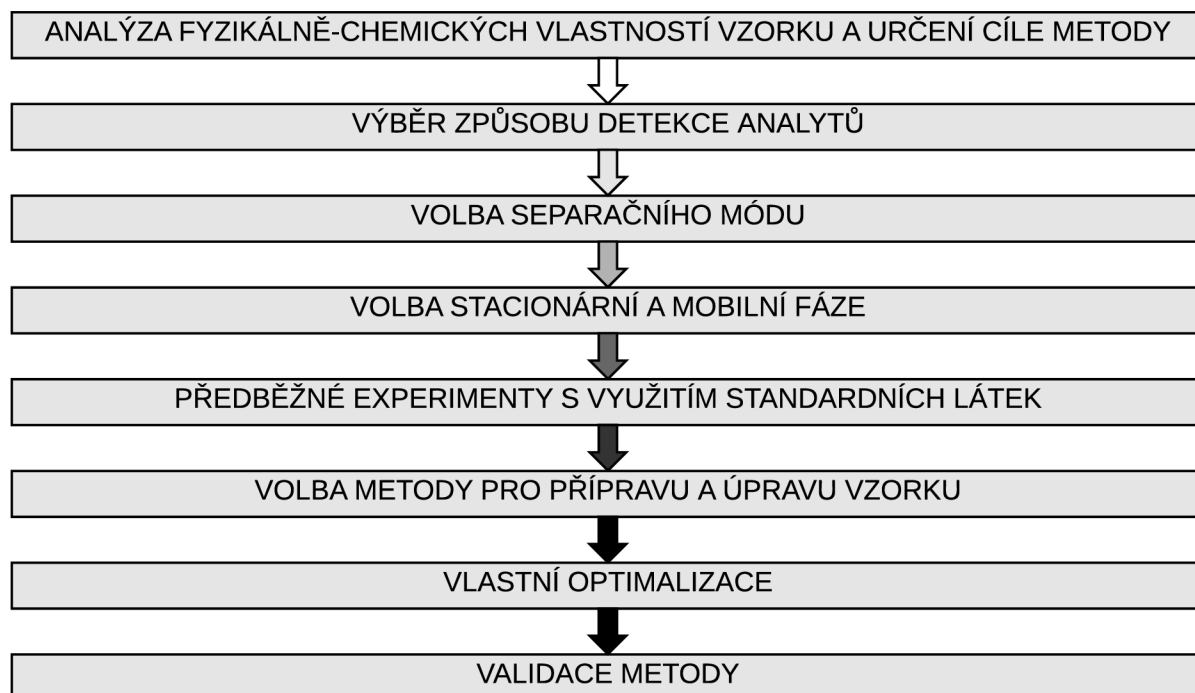 ANALÝZA FYZIKÁLNĚ-CHEMICKÝCH VLASTNOSTÍ VZORKU A URČENÍ CÍLE METODY
VÝBĚR ZPŮSOBU DETEKCE ANALYTŮ
VOLBA SEPARAČNÍHO MÓDU
VOLBA STACIONÁRNÍ A MOBILNÍ FÁZE
PŘEDBĚŽNÉ EXPERIMENTY S VYUŽITÍM STANDARDNÍCH LÁTEK
VOLBA METODY PRO PŘÍPRAVU A ÚPRAVU VZORKU
VLASTNÍ OPTIMALIZACE
VALIDACE METODY